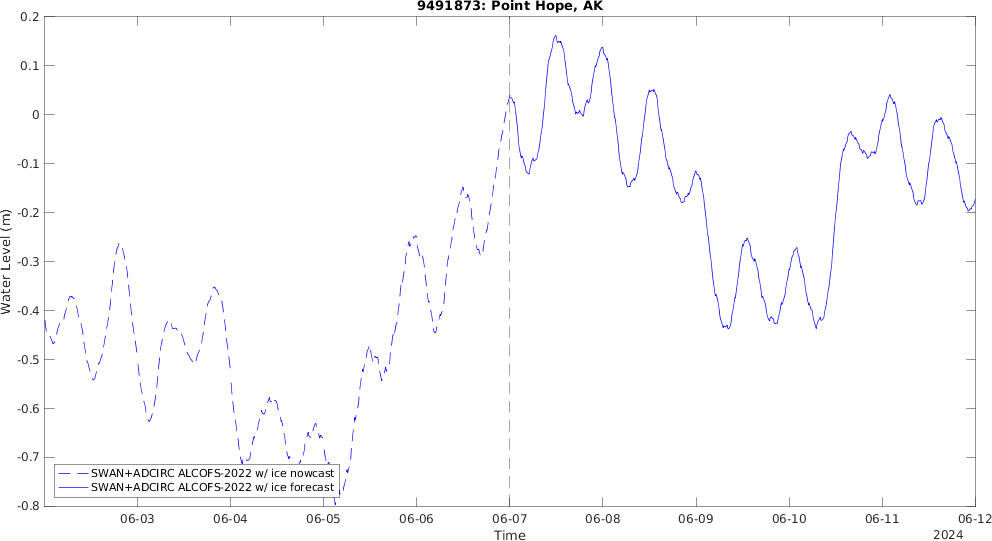 9491873: Point Hope, AK
0.2
0.1
0
-0.1
-0.2
-0.3
-0.4
-0.5
-0.6
-0.7
-0.8
Water Level (m)
SWAN+ADCIRC ALCOFS-2022 w/ ice nowcast
SWAN+ADCIRC ALCOFS-2022 w/ ice forecast
06-03 06-04 06-05 06-06 06-07 06-08 06-09 06-10 06-11 06-12
Time
2024